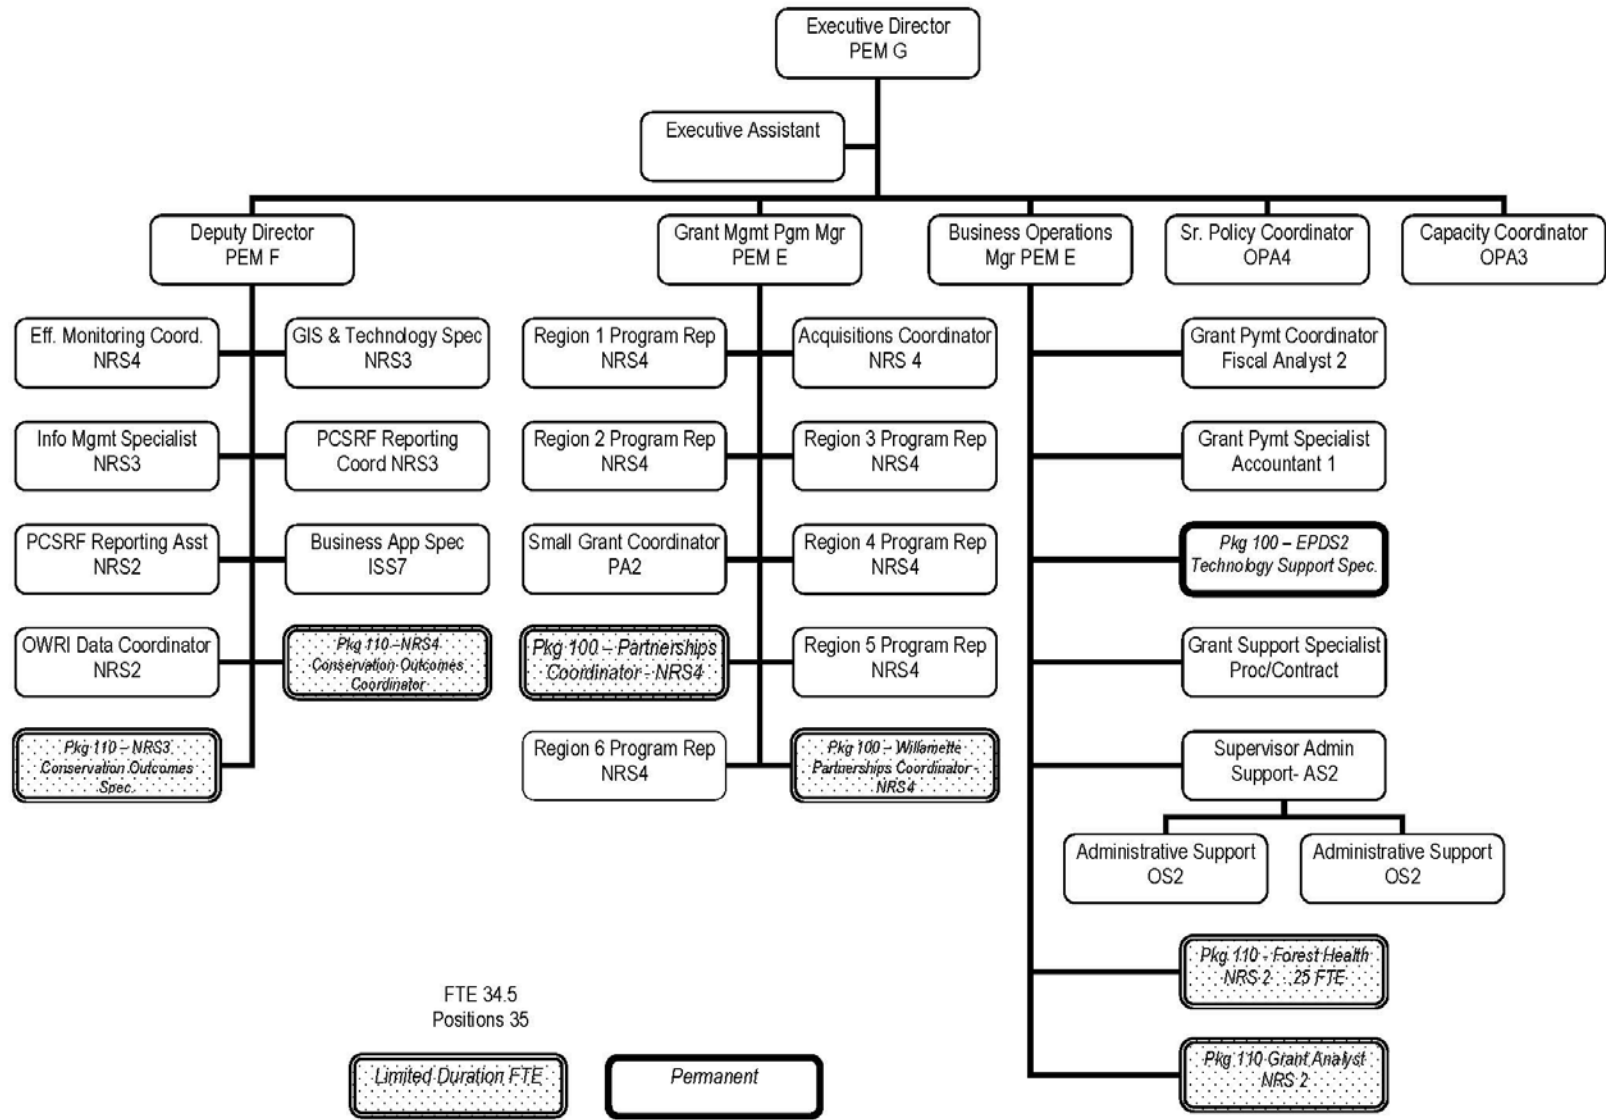 Executive Director
PEM G
Executive Assistant
Deputy Director
PEM F
Grant Mgmt Pgm Mgr
PEM E
Business Operations
Mgr PEM E
Sr. Policy Coordinator
OPA4
Capacity Coordinator
OPA3
Eff. Monitoring Coord.
NRS4
GIS & Technology Spec
NRS3
Region 1 Program Rep
NRS4
Acquisitions Coordinator
NRS 4
Grant Pymt Coordinator
Fiscal Analyst 2
Info Mgmt Specialist
NRS3
PCSRF Reporting
Coord NRS3
Region 2 Program Rep
NRS4
Region 3 Program Rep
NRS4
Grant Pymt Specialist
Accountant 1
PCSRF Reporting Asst
NRS2
Business App Spec
ISS7
Small Grant Coordinator
PA2
Region 4 Program Rep
NRS4
Pkg 100 – EPDS2
Technology Support Spec.
OWRI Data Coordinator
NRS2
Pkg 110 –NRS4
Conservation Outcomes
Coordinator
Pkg 100 – Partnerships
Coordinator - NRS4
Region 5 Program Rep
NRS4
Grant Support Specialist
Proc/Contract
Pkg 110 – NRS3
Conservation Outcomes
Spec.
Region 6 Program Rep
NRS4
Pkg 100 – Willamette
Partnerships Coordinator -
NRS4
Supervisor Admin
Support- AS2
Administrative Support
OS2
Administrative Support
OS2
Pkg 110 - Forest Health
NRS 2 .25 FTE
Pkg 110 Grant Analyst
NRS 2
FTE 34.5
Positions 35
Limited Duration FTE
Permanent